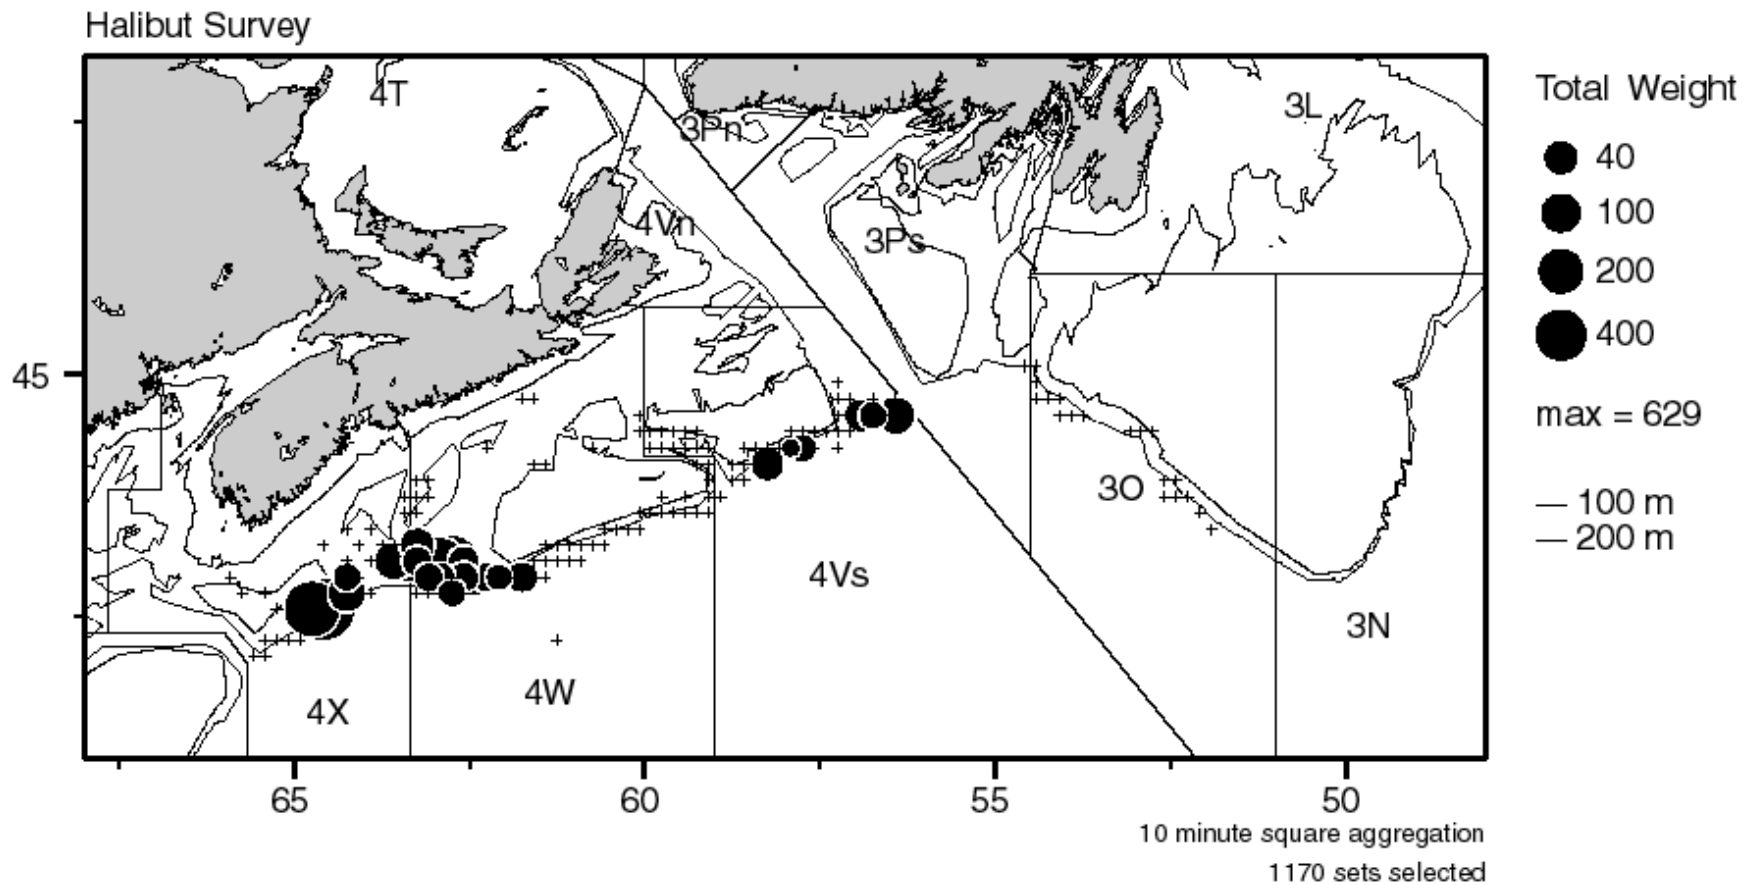 Halibut Survey
4T
3Pn
3L
4Vn
3Ps
45
3O
4Vs
3N
4W
4X
65
60
55
50
10 minute square aggregation
1170 sets selected
Total Weight
40
100
200
400
max = 629
100 m
200 m